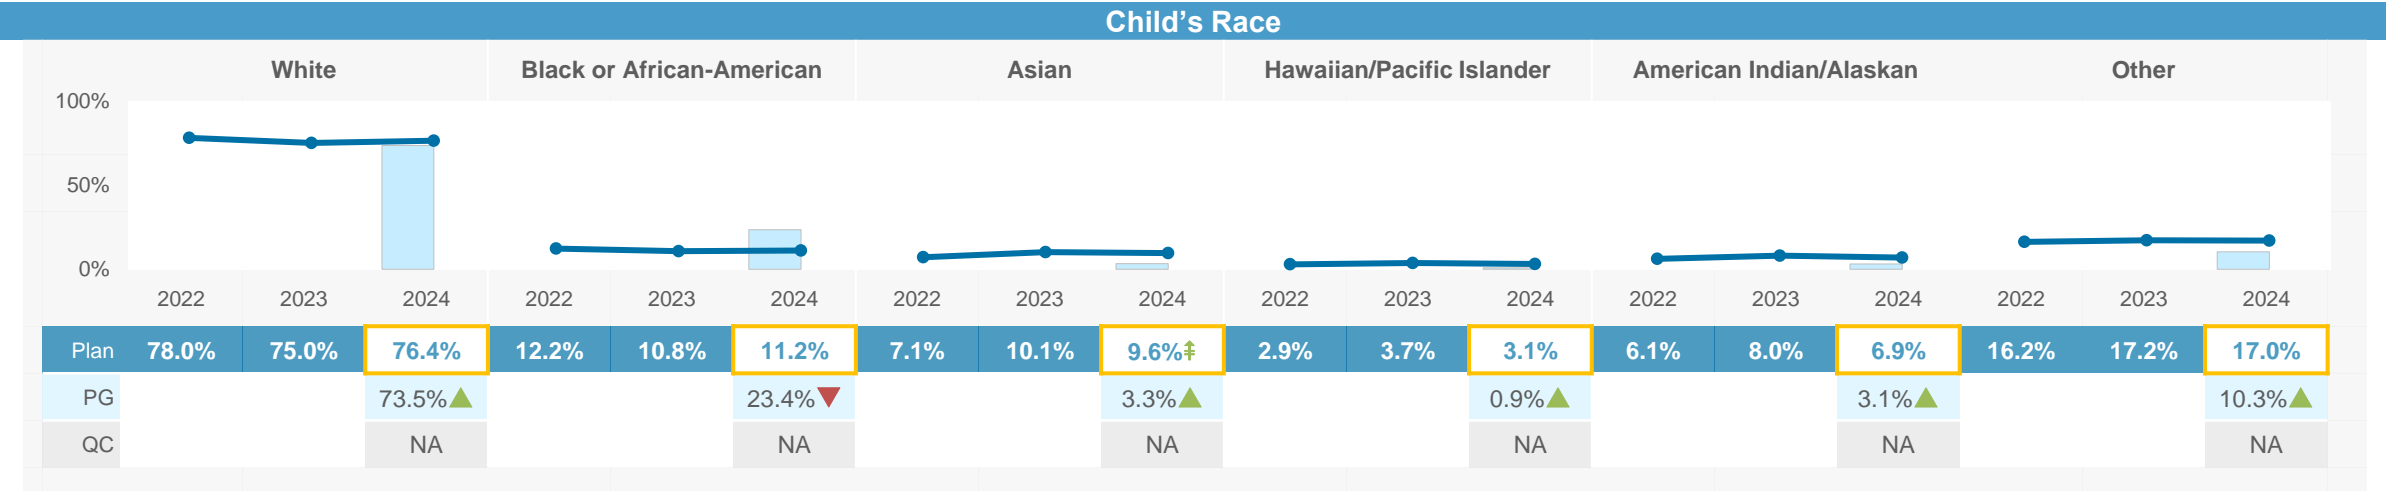 Child’s Race
White Black or African-American Asian Hawaiian/Pacific Islander American Indian/Alaskan Other
100%
50%
0%
2022 2023 2024 2022 2023 2024 2022 2023 2024 2022 2023 2024 2022 2023 2024 2022 2023 2024
Plan 78.0% 75.0% 76.4% 12.2% 10.8% 11.2% 7.1% 10.1% 9.6%‡ 2.9% 3.7% 3.1% 6.1% 8.0% 6.9% 16.2% 17.2% 17.0%
PG 73.5%▲ 23.4%▼ 3.3%▲ 0.9%▲ 3.1%▲ 10.3%▲
QC NA NA NA NA NA NA